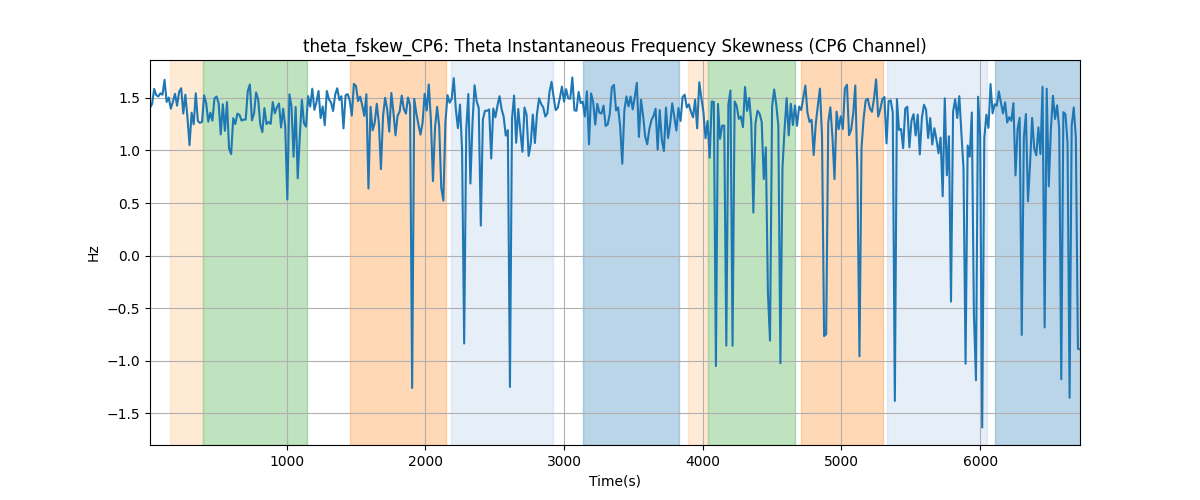 theta_fskew_CP6: Theta Instantaneous Frequency Skewness (CP6 Channel)
1.5
1.0
0.5
0.0
−0.5
−1.0
−1.5
Hz
1000 2000 3000 4000 5000 6000
Time(s)